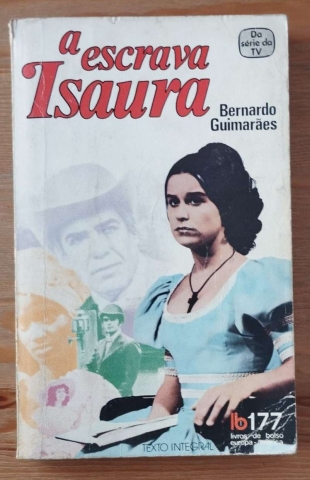 a escrava
Isaura
Da
série da
TV
Bernardo
Guimarães
lb177
livros de bolso
europa-américa
TEXTO INTEGRAL